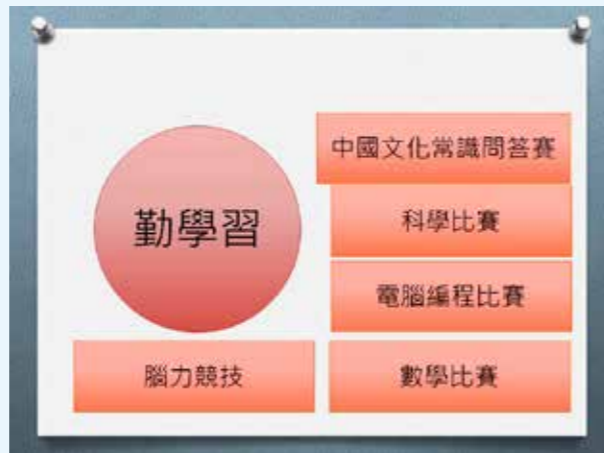 中國文化常識問答賽
勤學習
科學比賽
電腦編程比賽
腦力競技
數學比賽